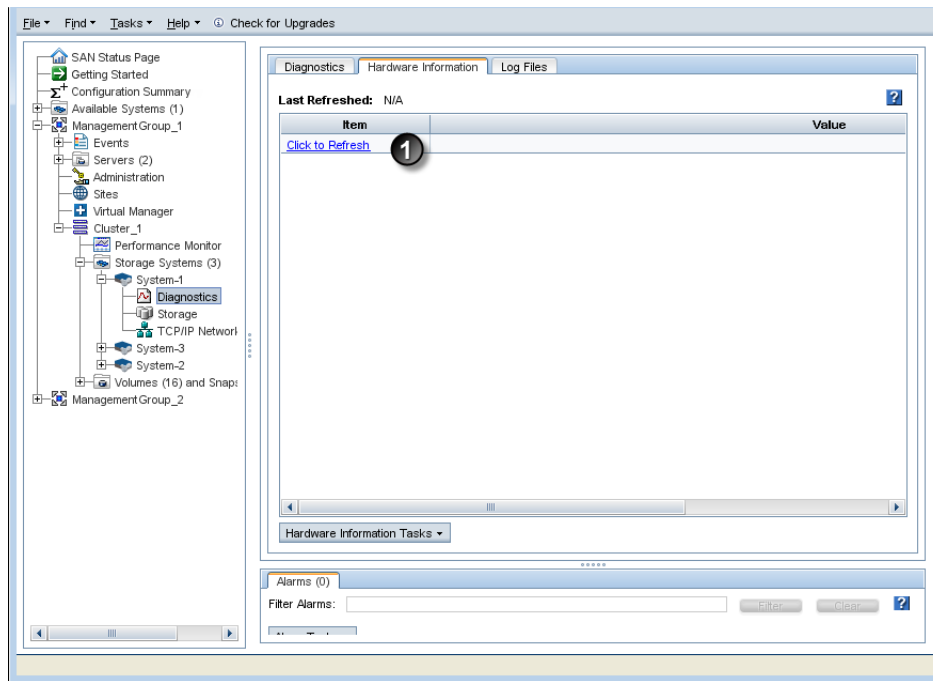 File Find Tasks Help Check for Upgrades
SAN Status Page
Getting Started
Configuration Summary
Available Systems (1)
ManagementGroup_1
Events
Servers (2)
Administration
Sites
Virtual Manager
Cluster_1
Performance Monitor
Storage Systems (3)
System-1
Diagnostics
Storage
TCP/IP Network
System-3
System-2
Volumes (16) and Snaps
ManagementGroup_2
Diagnostics Hardware Information Log Files
Last Refreshed: N/A
Item Value
Click to Refresh 1
Hardware Information Tasks
Alarms (0)
Filter Alarms: Filter Clear